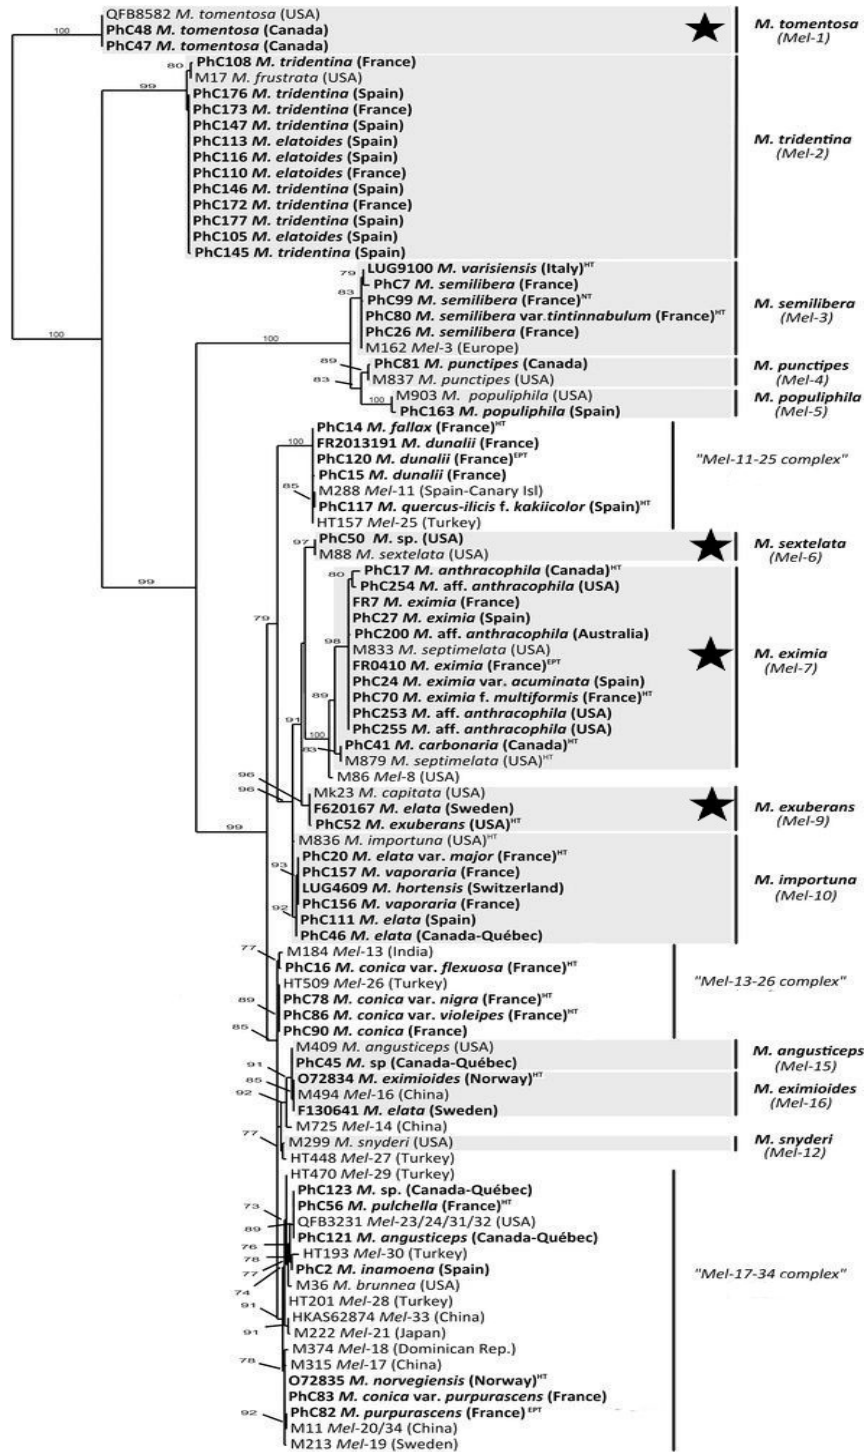 QFB8582 M. tomentosa (USA)
PhC48 M. tomentosa (Canada)
PhC47 M. tomentosa (Canada)
100
M. tomentosa
(Mel-1)
PhC108 M. tridentina (France)
M17 M. frustrata (USA)
PhC176 M. tridentina (Spain)
PhC173 M. tridentina (France)
PhC147 M. tridentina (Spain)
PhC113 M. elatoides (Spain)
PhC116 M. elatoides (Spain)
PhC110 M. elatoides (France)
PhC146 M. tridentina (Spain)
PhC172 M. tridentina (France)
PhC177 M. tridentina (Spain)
PhC105 M. elatoides (Spain)
PhC145 M. tridentina (Spain)
80
99
M. tridentina
(Mel-2)
LUG9100 M. varisiensis (Italy)HT
PhC7 M. semilibera (France)
PhC99 M. semilibera (France)NT
PhC80 M. semilibera var.tintinnabulum (France)HT
PhC26 M. semilibera (France)
M162 Mel-3 (Europe)
79
83
100
M. semilibera
(Mel-3)
PhC81 M. punctipes (Canada)
M837 M. punctipes (USA)
89
83
M. punctipes
(Mel-4)
M903 M. populiphila (USA)
PhC163 M. populiphila (Spain)
100
M. populiphila
(Mel-5)
PhC14 M. fallax (France)HT
FR2013191 M. dunalii (France)
PhC120 M. dunalii (France)EPT
PhC15 M. dunalii (France)
M288 Mel-11 (Spain-Canary Isl)
PhC117 M. quercus-ilicis f. kakiicolor (Spain)HT
HT157 Mel-25 (Turkey)
100
85
"Mel-11-25 complex"
PhC50 M. sp. (USA)
M88 M. sextelata (USA)
97
99
M. sextelata
(Mel-6)
PhC17 M. anthracophila (Canada)HT
PhC254 M. aff. anthracophila (USA)
FR7 M. eximia (France)
PhC27 M. eximia (Spain)
PhC200 M. aff. anthracophila (Australia)
M833 M. septimelata (USA)
FR0410 M. eximia (France)EPT
PhC24 M. eximia var. acuminata (Spain)
PhC70 M. eximia f. multiformis (France)HT
PhC253 M. aff. anthracophila (USA)
PhC255 M. aff. anthracophila (USA)
PhC41 M. carbonaria (Canada)HT
M879 M. septimelata (USA)HT
M86 Mel-8 (USA)
80
79
98
89
91
100
83
M. eximia
(Mel-7)
Mk23 M. capitata (USA)
F620167 M. elata (Sweden)
PhC52 M. exuberans (USA)HT
96
96
99
M. exuberans
(Mel-9)
M836 M. importuna (USA)HT
PhC20 M. elata var. major (France)HT
PhC157 M. vaporaria (France)
LUG4609 M. hortensis (Switzerland)
PhC156 M. vaporaria (France)
PhC111 M. elata (Spain)
PhC46 M. elata (Canada-Québec)
93
92
M. importuna
(Mel-10)
M184 Mel-13 (India)
PhC16 M. conica var. flexuosa (France)HT
HT509 Mel-26 (Turkey)
PhC78 M. conica var. nigra (France)HT
PhC86 M. conica var. violeipes (France)HT
PhC90 M. conica (France)
77
89
85
"Mel-13-26 complex"
M409 M. angusticeps (USA)
PhC45 M. sp (Canada-Québec)
91
M. angusticeps
(Mel-15)
O72834 M. eximioides (Norway)HT
M494 Mel-16 (China)
F130641 M. elata (Sweden)
M725 Mel-14 (China)
85
92
M. eximioides
(Mel-16)
M299 M. snyderi (USA)
HT448 Mel-27 (Turkey)
77
M. snyderi
(Mel-12)
HT470 Mel-29 (Turkey)
PhC123 M. sp. (Canada-Québec)
PhC56 M. pulchella (France)HT
QFB3231 Mel-23/24/31/32 (USA)
PhC121 M. angusticeps (Canada-Québec)
HT193 Mel-30 (Turkey)
PhC2 M. inamoena (Spain)
M36 M. brunnea (USA)
HT201 Mel-28 (Turkey)
HKAS62874 Mel-33 (China)
M222 Mel-21 (Japan)
M374 Mel-18 (Dominican Rep.)
M315 Mel-17 (China)
O72835 M. norvegiensis (Norway)HT
PhC83 M. conica var. purpurascens (France)
PhC82 M. purpurascens (France) EPT
M11 Mel-20/34 (China)
M213 Mel-19 (Sweden)
73
89
76
78
77
74
91
91
78
92
"Mel-17-34 complex"